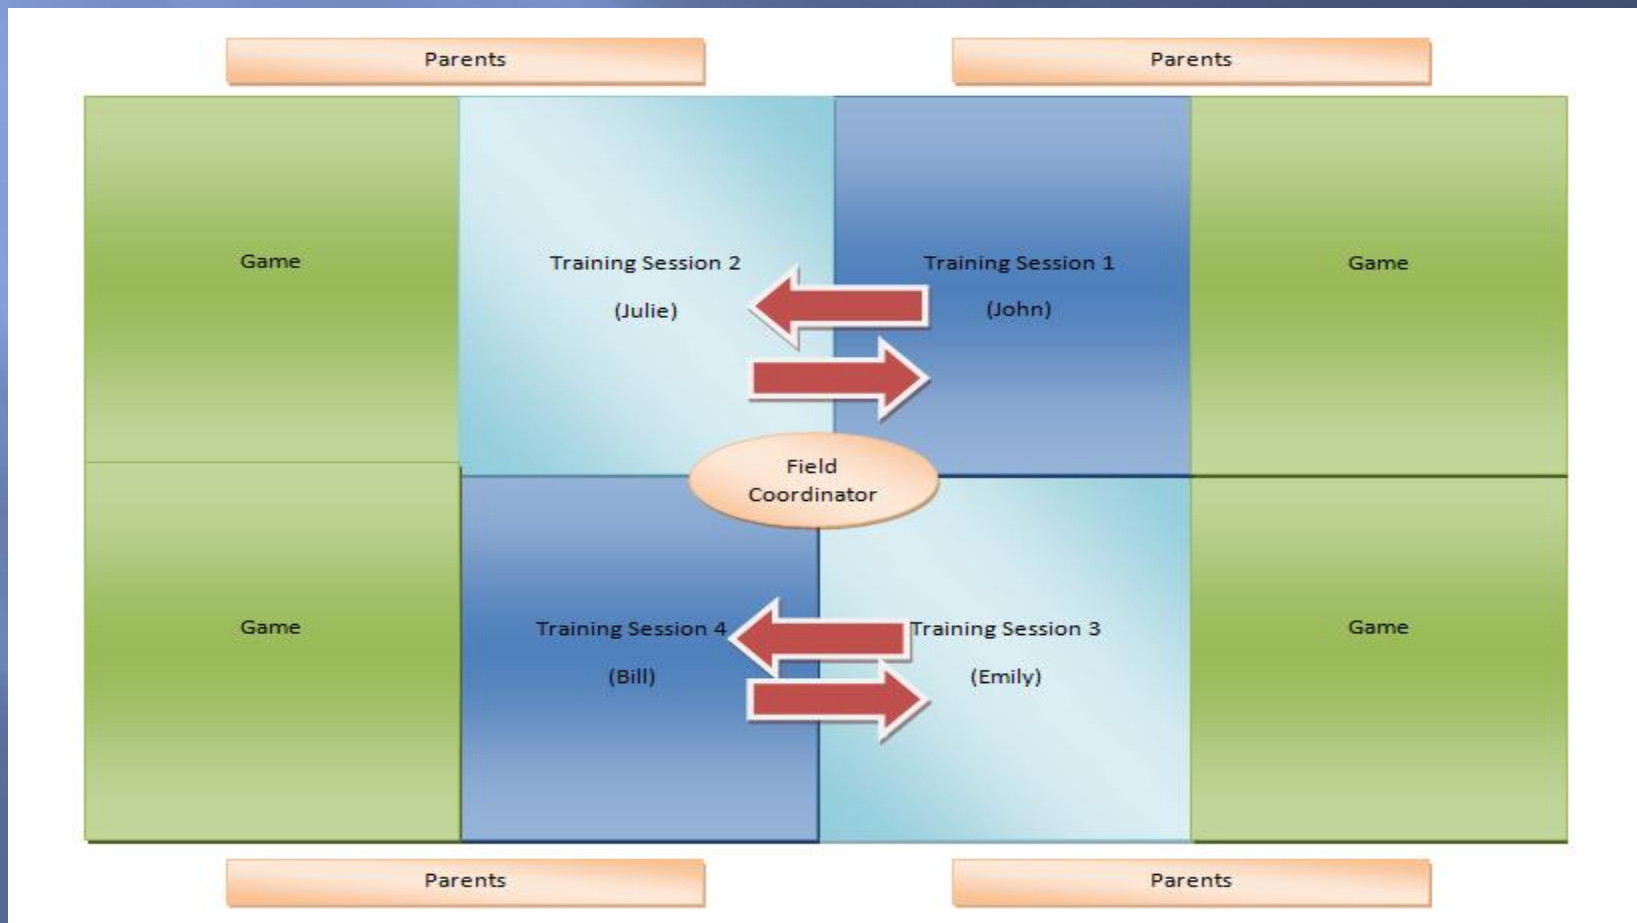 Parents
Parents
Game
Training Session 2
(Julie)
Training Session 1
(John)
Game
Field
Coordinator
Game
Training Session 4
(Bill)
Training Session 3
(Emily)
Game
Parents
Parents